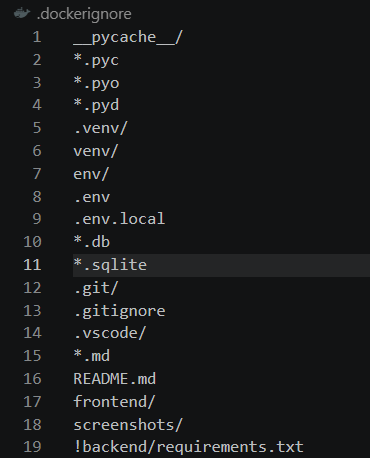 .dockerignore
1 __pycache__/
2 *.pyc
3 *.pyo
4 *.pyd
5 .venv/
6 venv/
7 env/
8 .env
9 .env.local
10 *.db
11 *.sqlite
12 .git/
13 .gitignore
14 .vscode/
15 *.md
16 README.md
17 frontend/
18 screenshots/
19 !backend/requirements.txt